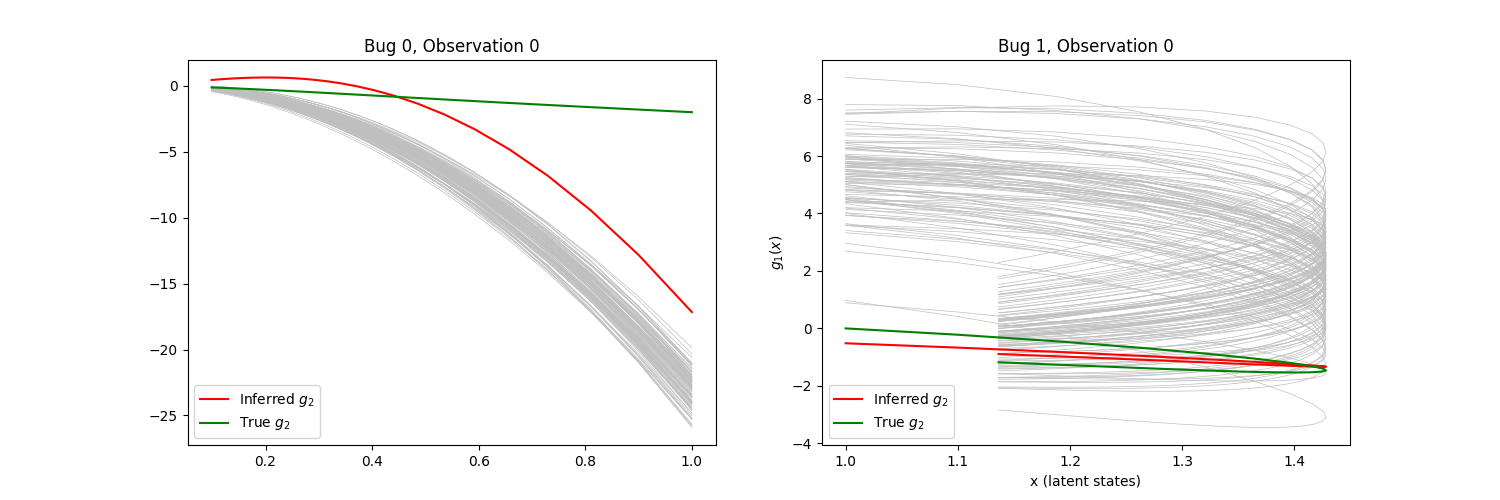 Bug 0, Observation 0
0
−5
−10
−15
−20
−25
0.2 0.4 0.6 0.8 1.0
Inferred g₂
True g₂
Bug 1, Observation 0
g₁(x)
8
6
4
2
0
−2
−4
1.0 1.1 1.2 1.3 1.4
x (latent states)
Inferred g₂
True g₂